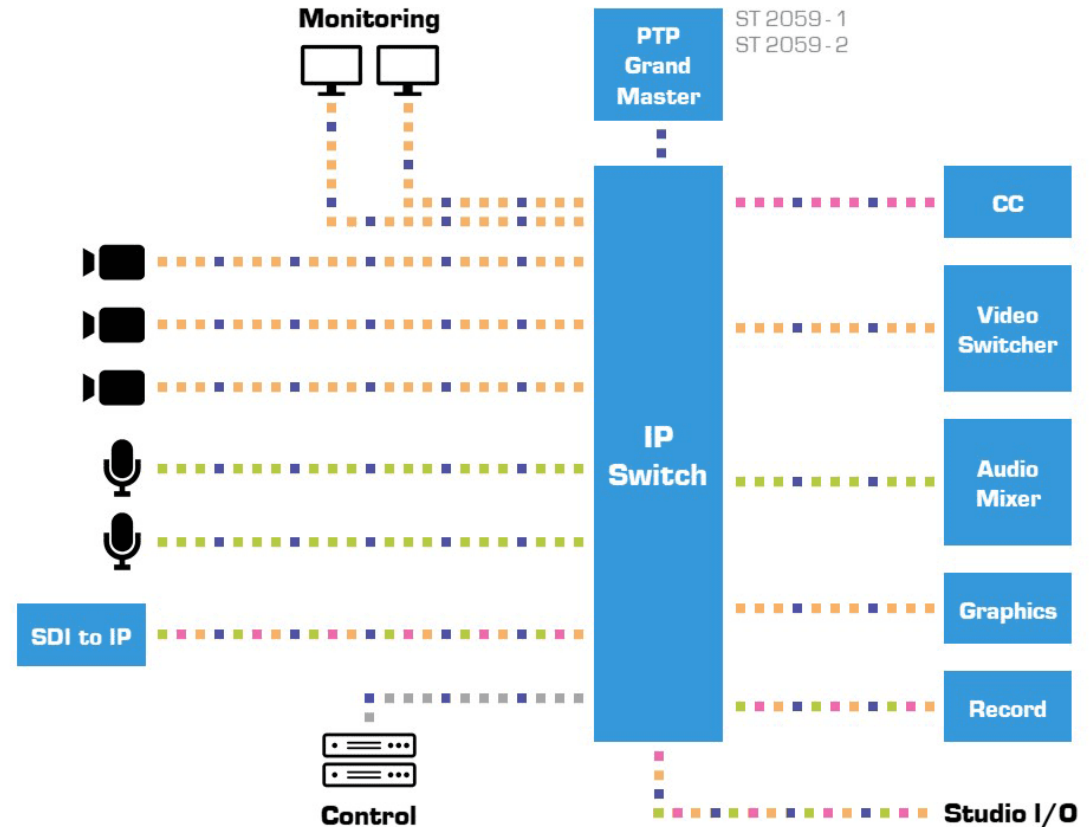 Monitoring
PTP
Grand
Master
ST 2059-1
ST 2059-2
CC
Video
Switcher
IP
Switch
Audio
Mixer
Graphics
SDI to IP
Record
Control
Studio I/O